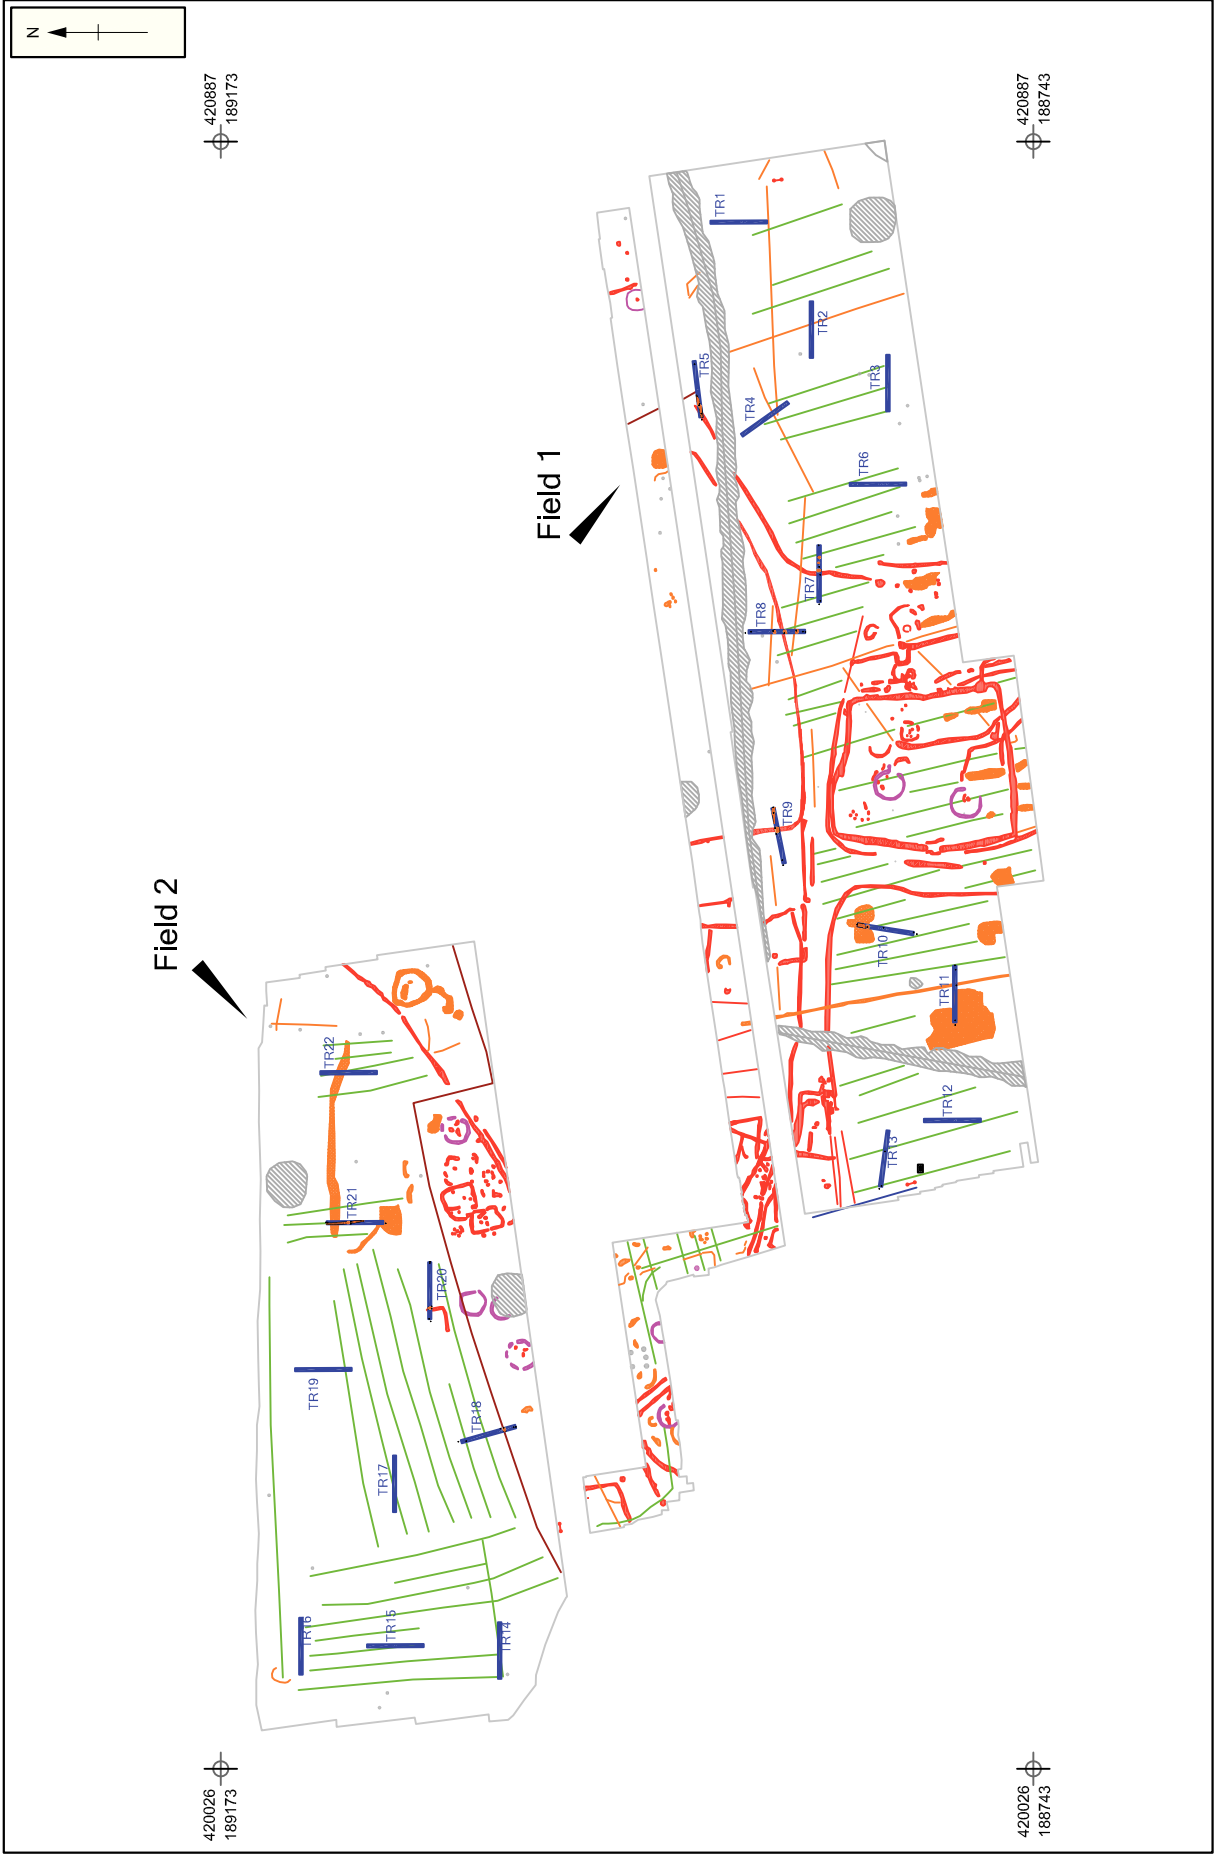 N
420887
189173
420887
188743
Field 1
Field 2
TR1
TR2
TR3
TR4
TR5
TR6
TR7
TR8
TR9
TR10
TR11
TR12
TR13
TR14
TR15
TR16
TR17
TR18
TR19
TR20
TR21
TR22
420026
189173
420026
188743